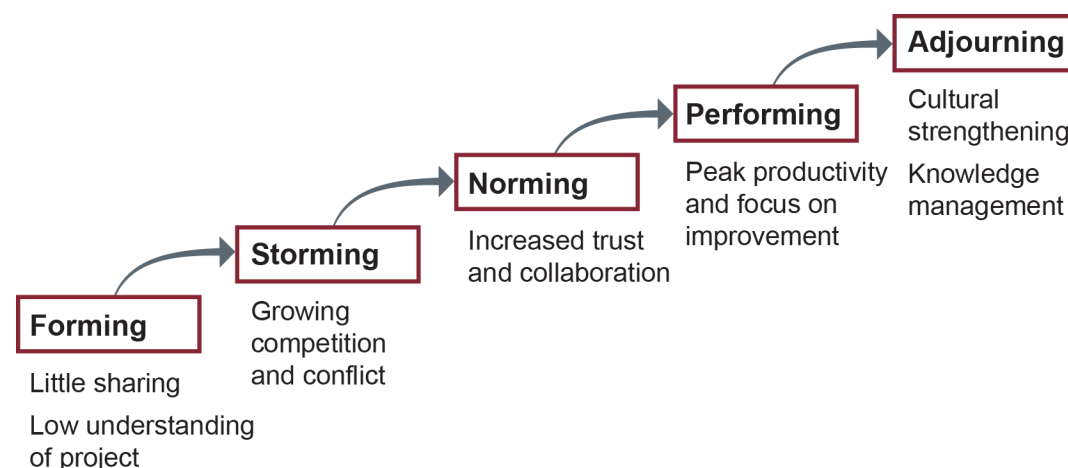 Forming
Little sharing
Low understanding
of project
Storming
Growing
competition
and conflict
Norming
Increased trust
and collaboration
Performing
Peak productivity
and focus on
improvement
Adjourning
Cultural
strengthening
Knowledge
management